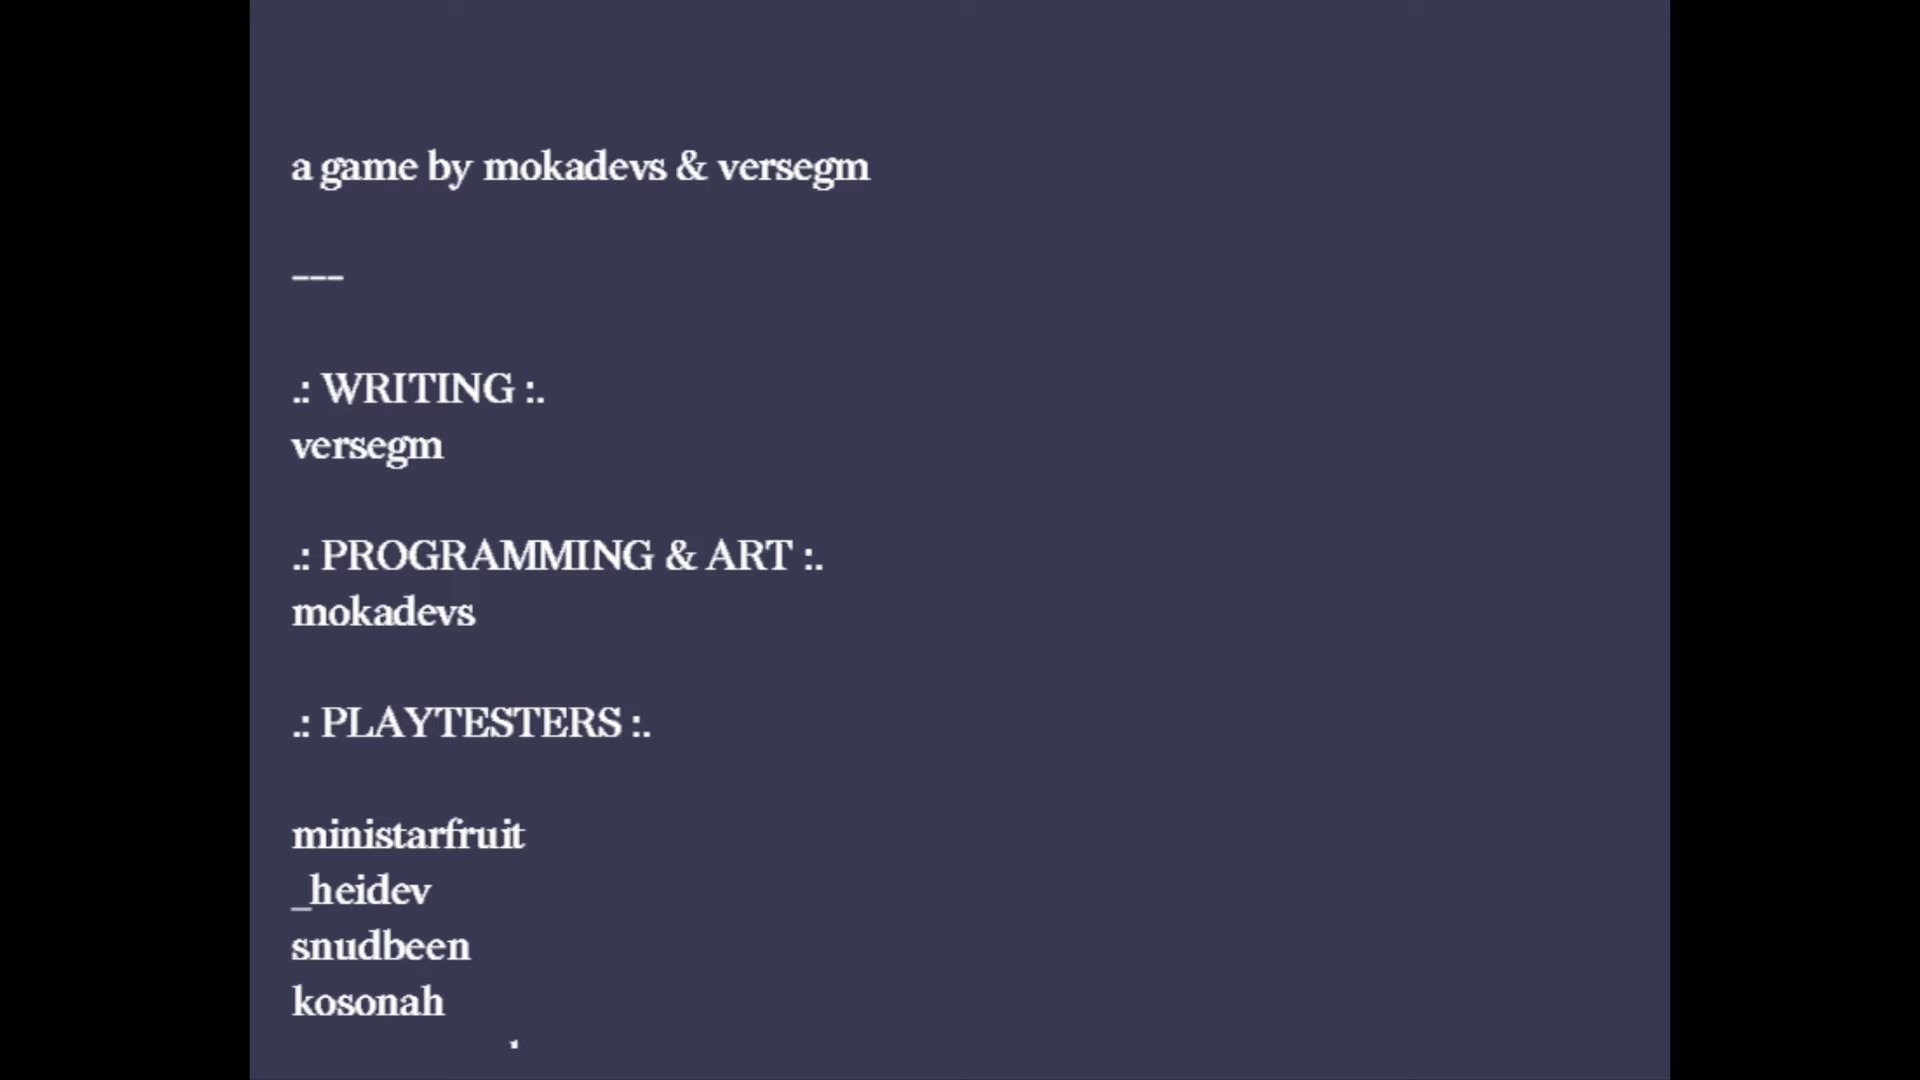 a game by mokadevs & versegm
---
.: WRITING :.
versegm
.: PROGRAMMING & ART :.
mokadevs
.: PLAYTESTERS :.
ministarfruit
_heidev
snudbeen
kosonah